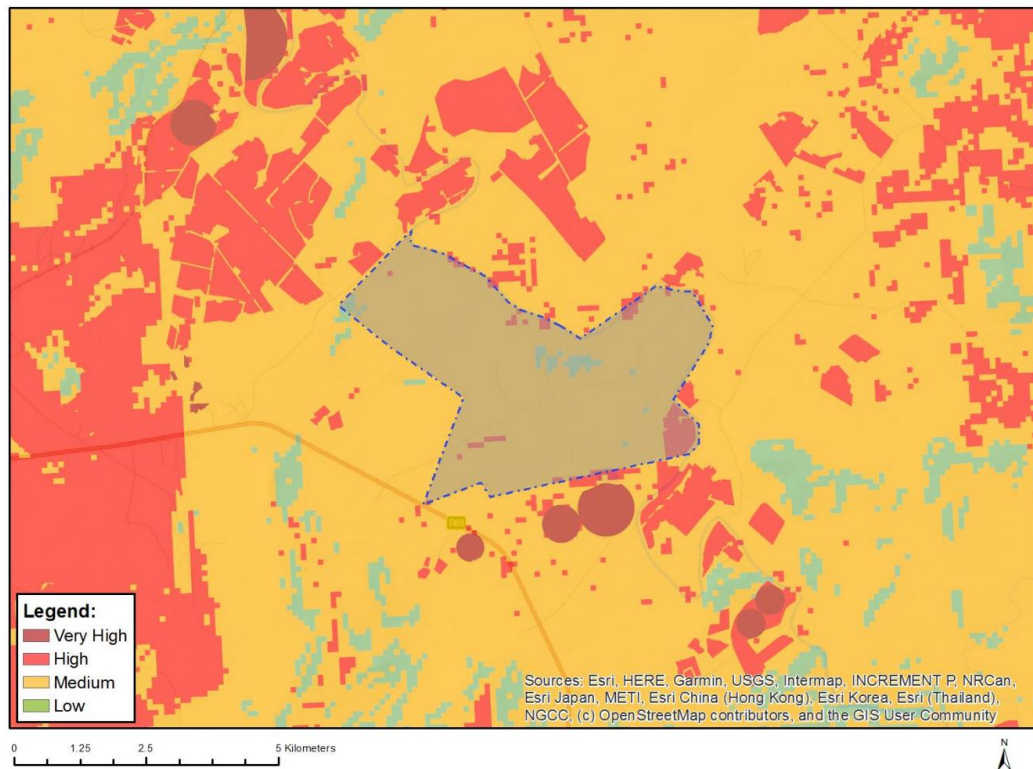 Legend:
Very High
High
Medium
Low
Sources: Esri, HERE, Garmin, USGS, Intermap, INCREMENT P, NRCan,
Esri Japan, METI, Esri China (Hong Kong), Esri Korea, Esri (Thailand),
NGCC, (c) OpenStreetMap contributors, and the GIS User Community
0 1.25 2.5 5 Kilometers
N